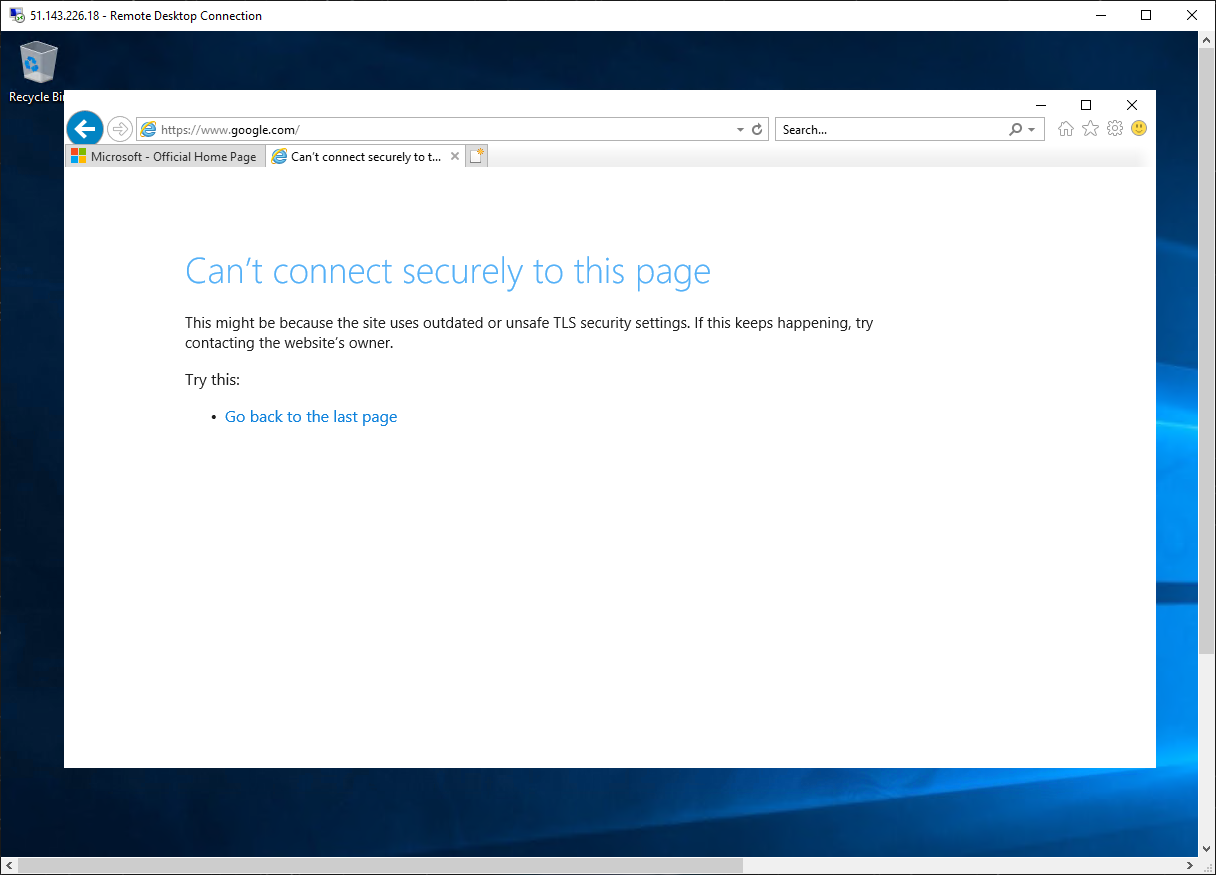 51.143.226.18 - Remote Desktop Connection
Recycle Bi
https://www.google.com/
Search...
Microsoft - Official Home Page
Can't connect securely to t...
Can't connect securely to this page
This might be because the site uses outdated or unsafe TLS security settings. If this keeps happening, try
contacting the website's owner.
Try this:
• Go back to the last page